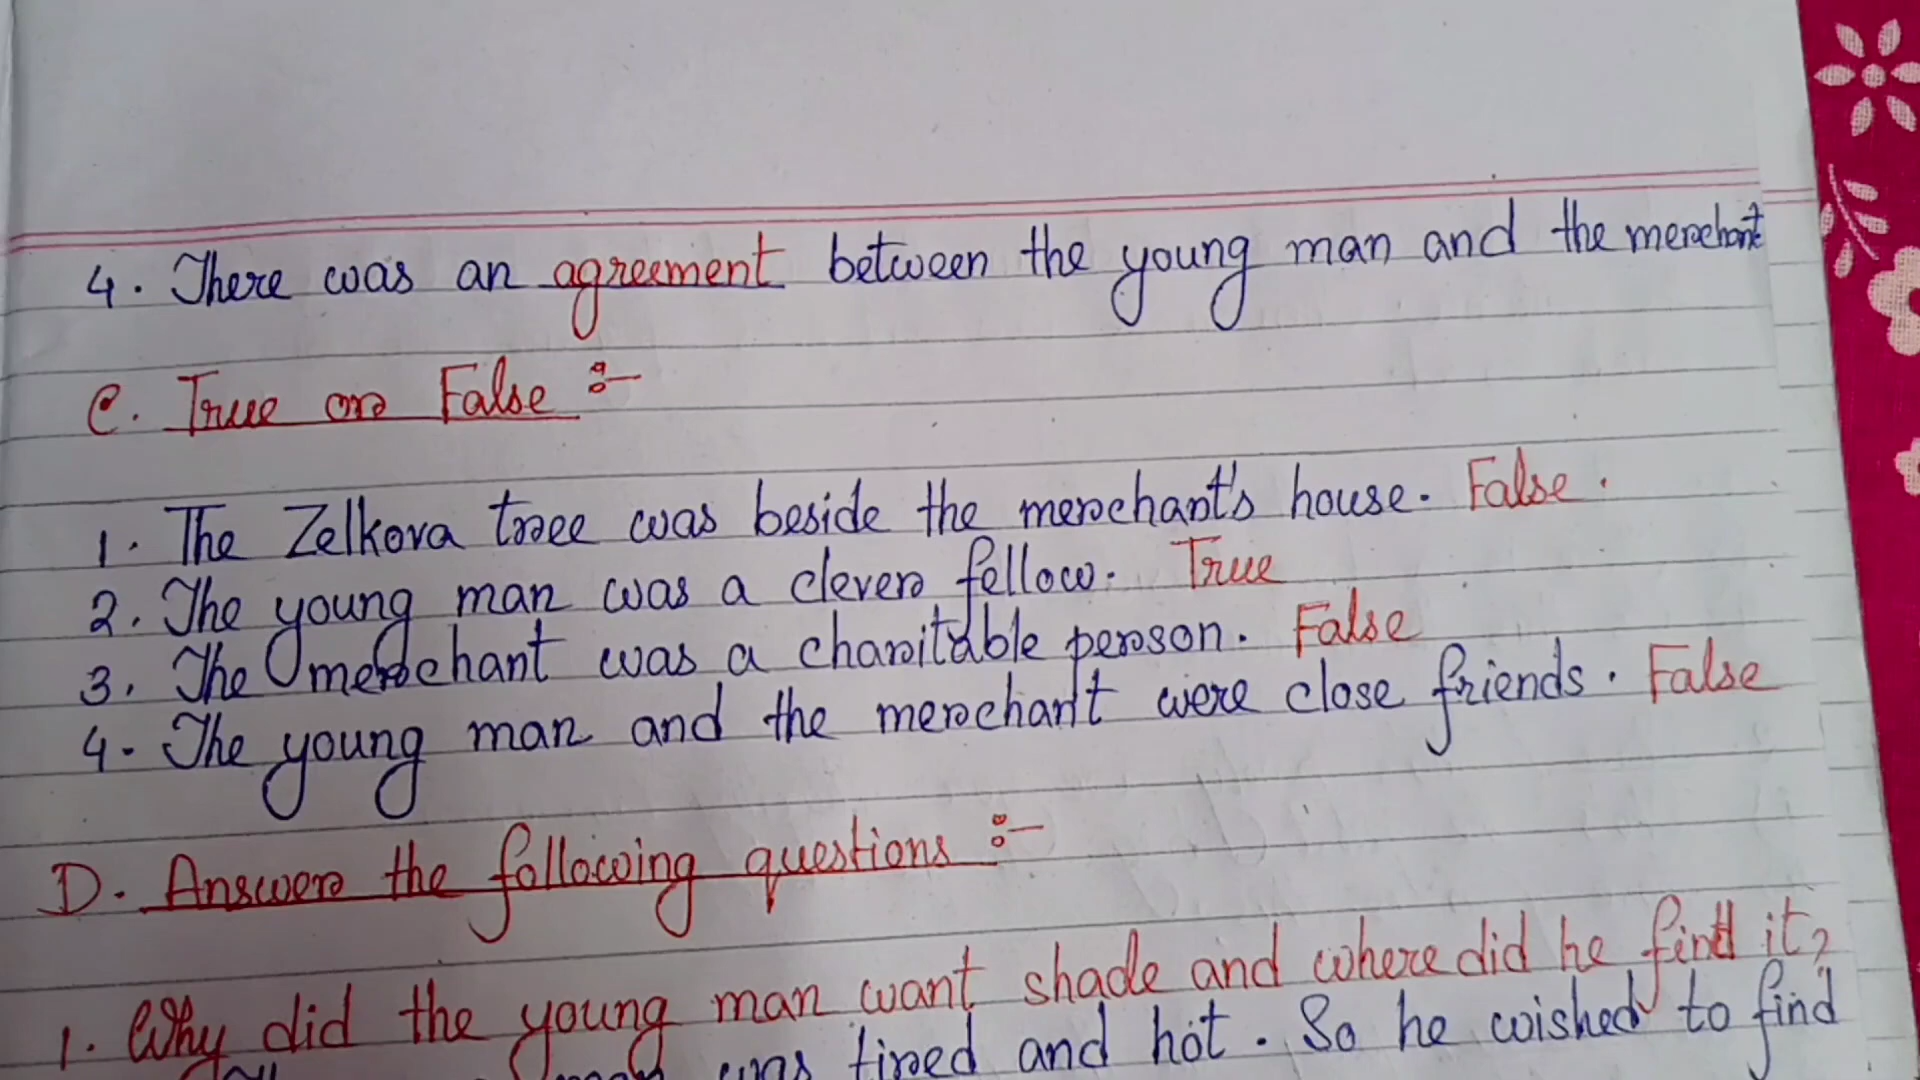 4. There was an agreement between the young man and the merchant
C. True or False :-
1. The Zelkova tree was beside the merchant's house. False.
2. The young man was a clever fellow. True
3. The merchant was a charitable person. False
4. The young man and the merchant were close friends. False
D. Answer the following questions :-
1. Why did the young man want shade and where did he find it?
man was tired and hot. So he wished to find